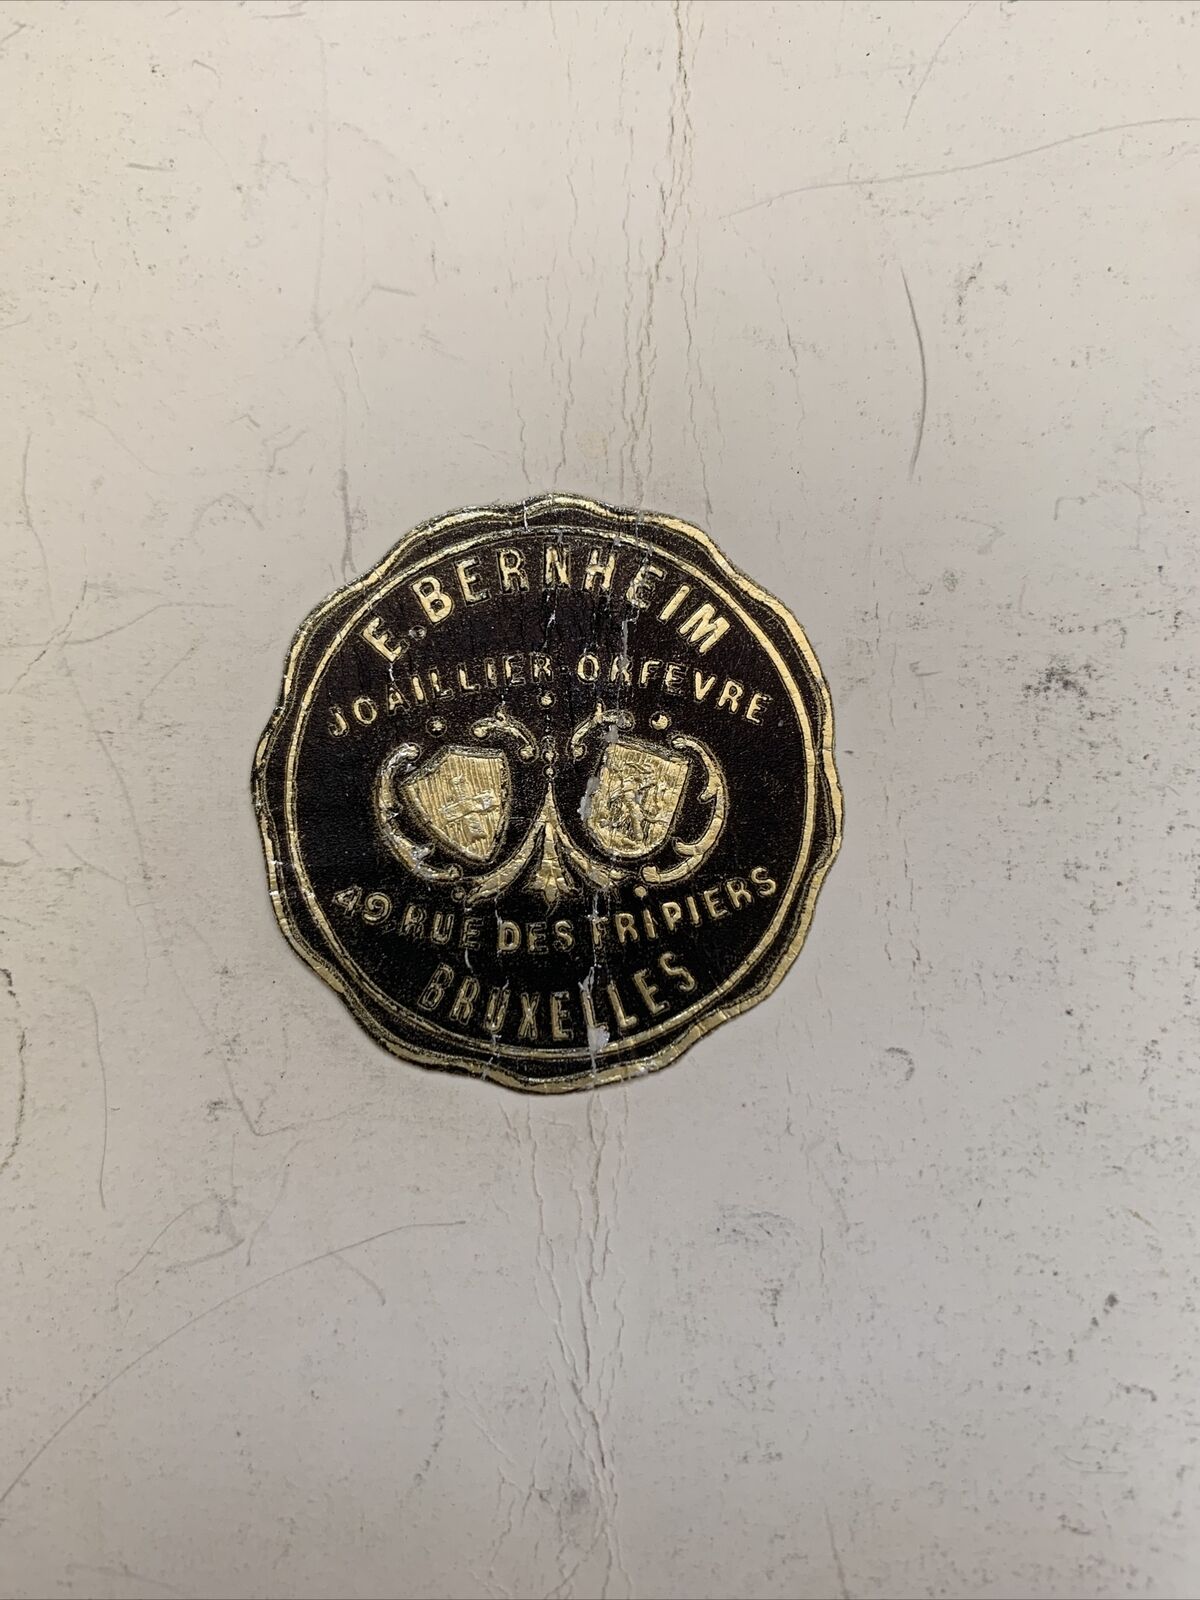 E. BERNHEIM
JOAILLIER-ORFEVRE
49, RUE DES FRIPIERS
BRUXELLES